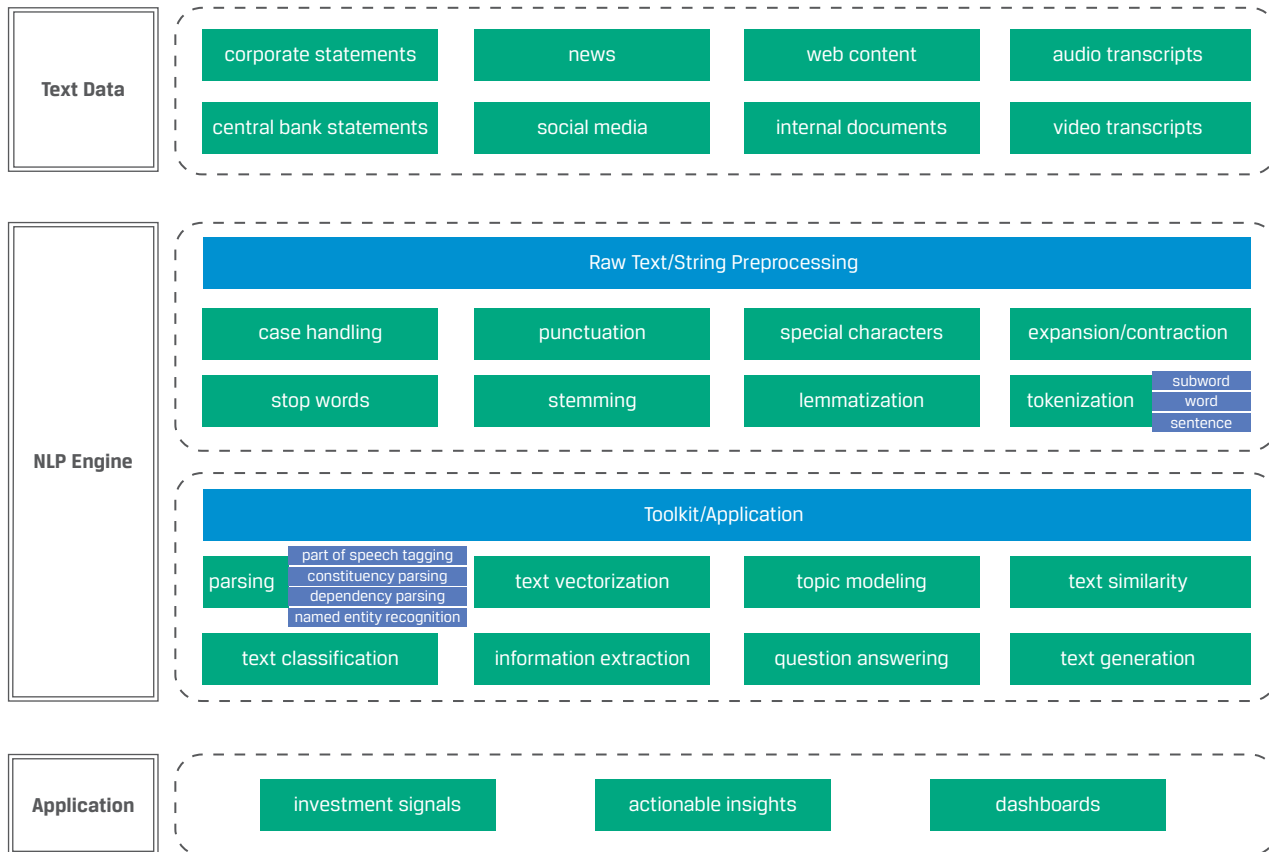 Text Data
corporate statements
news
web content
audio transcripts
central bank statements
social media
internal documents
video transcripts
NLP Engine
Raw Text/String Preprocessing
case handling
punctuation
special characters
expansion/contraction
stop words
stemming
lemmatization
tokenization
subword
word
sentence
Toolkit/Application
parsing
part of speech tagging
constituency parsing
dependency parsing
named entity recognition
text vectorization
topic modeling
text similarity
text classification
information extraction
question answering
text generation
Application
investment signals
actionable insights
dashboards